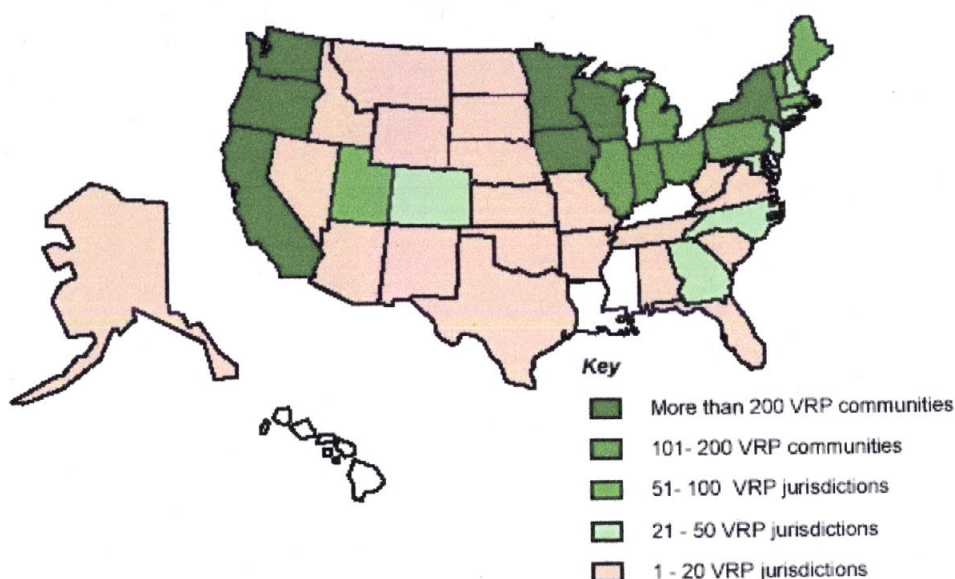 Key
More than 200 VRP communities
101- 200 VRP communities
51- 100 VRP jurisdictions
21 - 50 VRP jurisdictions
1 - 20 VRP jurisdictions